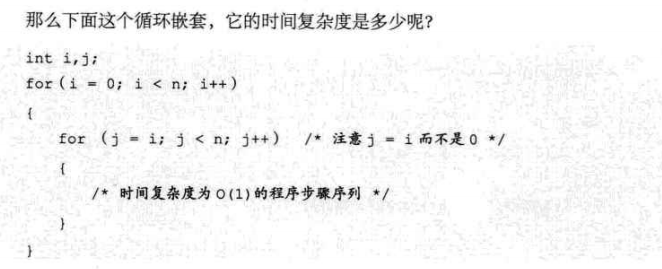 那么下面这个循环嵌套，它的时间复杂度是多少呢？
int i,j;
for(i = 0; i < n; i++)
{
for (j = i; j < n; j++) /* 注意 j = i 而不是 0 */
{
/* 时间复杂度为 O(1)的程序步骤序列 */
}
}